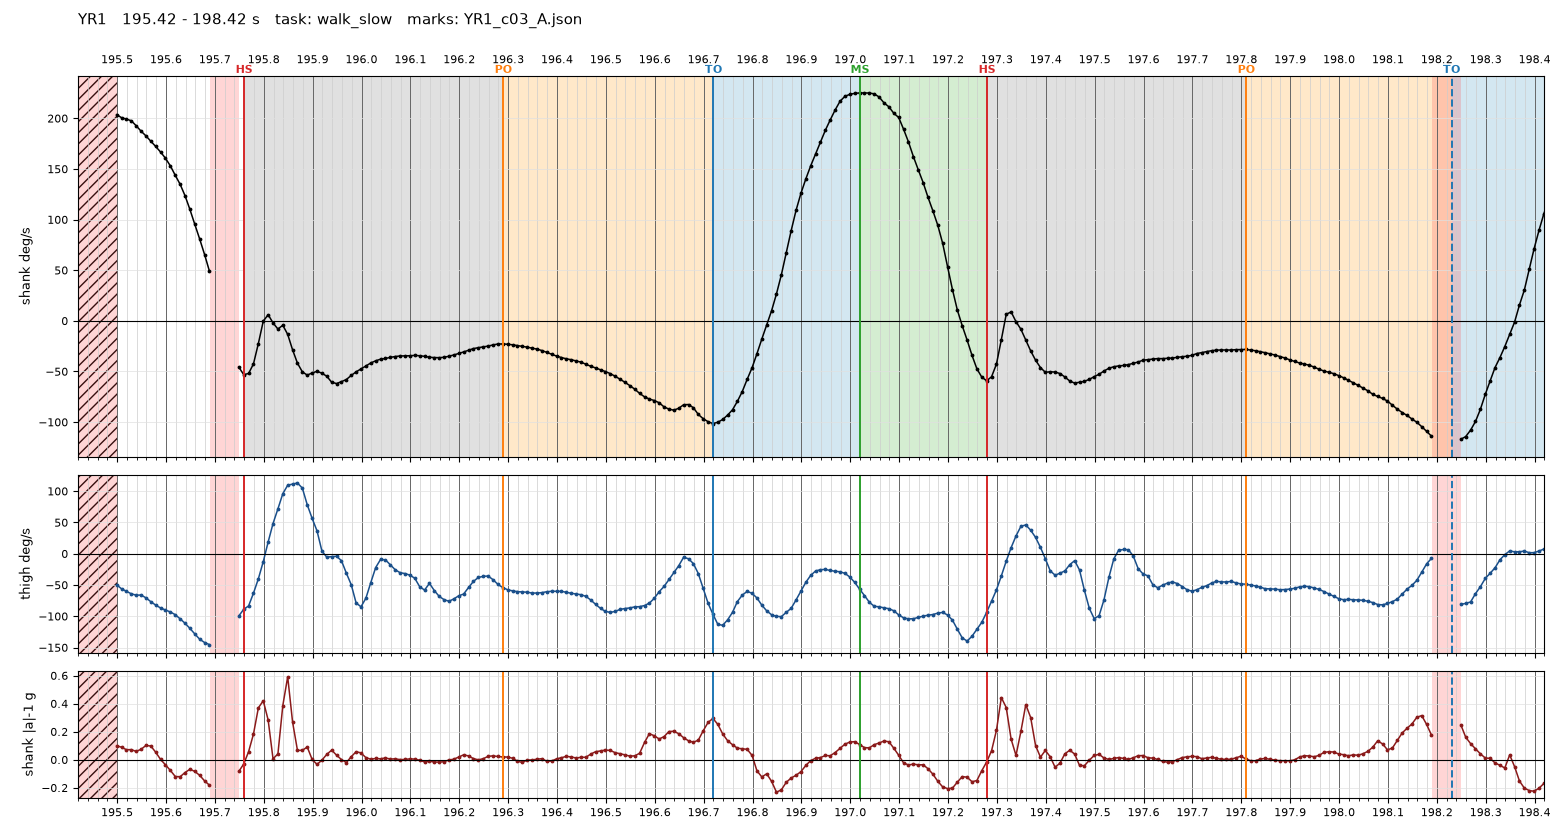 YR1   195.42 - 198.42 s   task: walk_slow   marks: YR1_c03_A.json
195.5 195.6 195.7 195.8 195.9 196.0 196.1 196.2 196.3 196.4 196.5 196.6 196.7 196.8 196.9 197.0 197.1 197.2 197.3 197.4 197.5 197.6 197.7 197.8 197.9 198.0 198.1 198.2 198.3 198.4
HS PO TO MS HS PO TO
shank deg/s
200
150
100
50
0
−50
−100
thigh deg/s
100
50
0
−50
−100
−150
shank |a|-1 g
0.6
0.4
0.2
0.0
−0.2
195.5 195.6 195.7 195.8 195.9 196.0 196.1 196.2 196.3 196.4 196.5 196.6 196.7 196.8 196.9 197.0 197.1 197.2 197.3 197.4 197.5 197.6 197.7 197.8 197.9 198.0 198.1 198.2 198.3 198.4